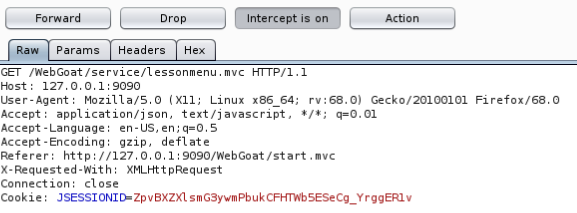 Forward Drop Intercept is on Action
Raw Params Headers Hex
GET /WebGoat/service/lessonmenu.mvc HTTP/1.1
Host: 127.0.0.1:9090
User-Agent: Mozilla/5.0 (X11; Linux x86_64; rv:68.0) Gecko/20100101 Firefox/68.0
Accept: application/json, text/javascript, */*; q=0.01
Accept-Language: en-US,en;q=0.5
Accept-Encoding: gzip, deflate
Referer: http://127.0.0.1:9090/WebGoat/start.mvc
X-Requested-With: XMLHttpRequest
Connection: close
Cookie: JSESSIONID=ZpvBXZXlsmG3ywmPbukCFHTWb5ESeCg_YrggER1v